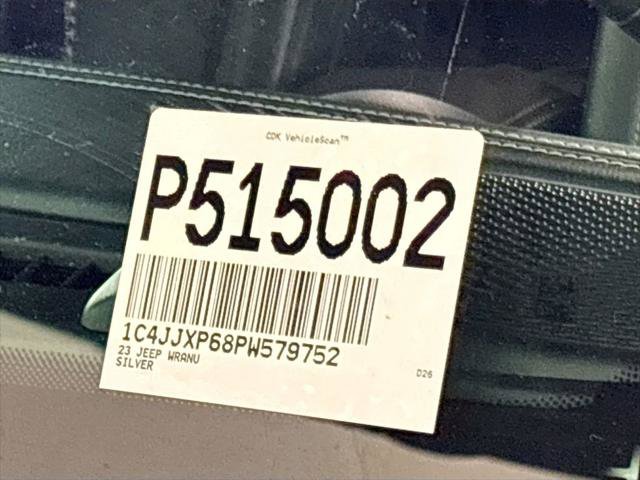 CDK VehicleScan™
P515002
1C4JJXP68PW579752
23 JEEP WRANU
SILVER
D26